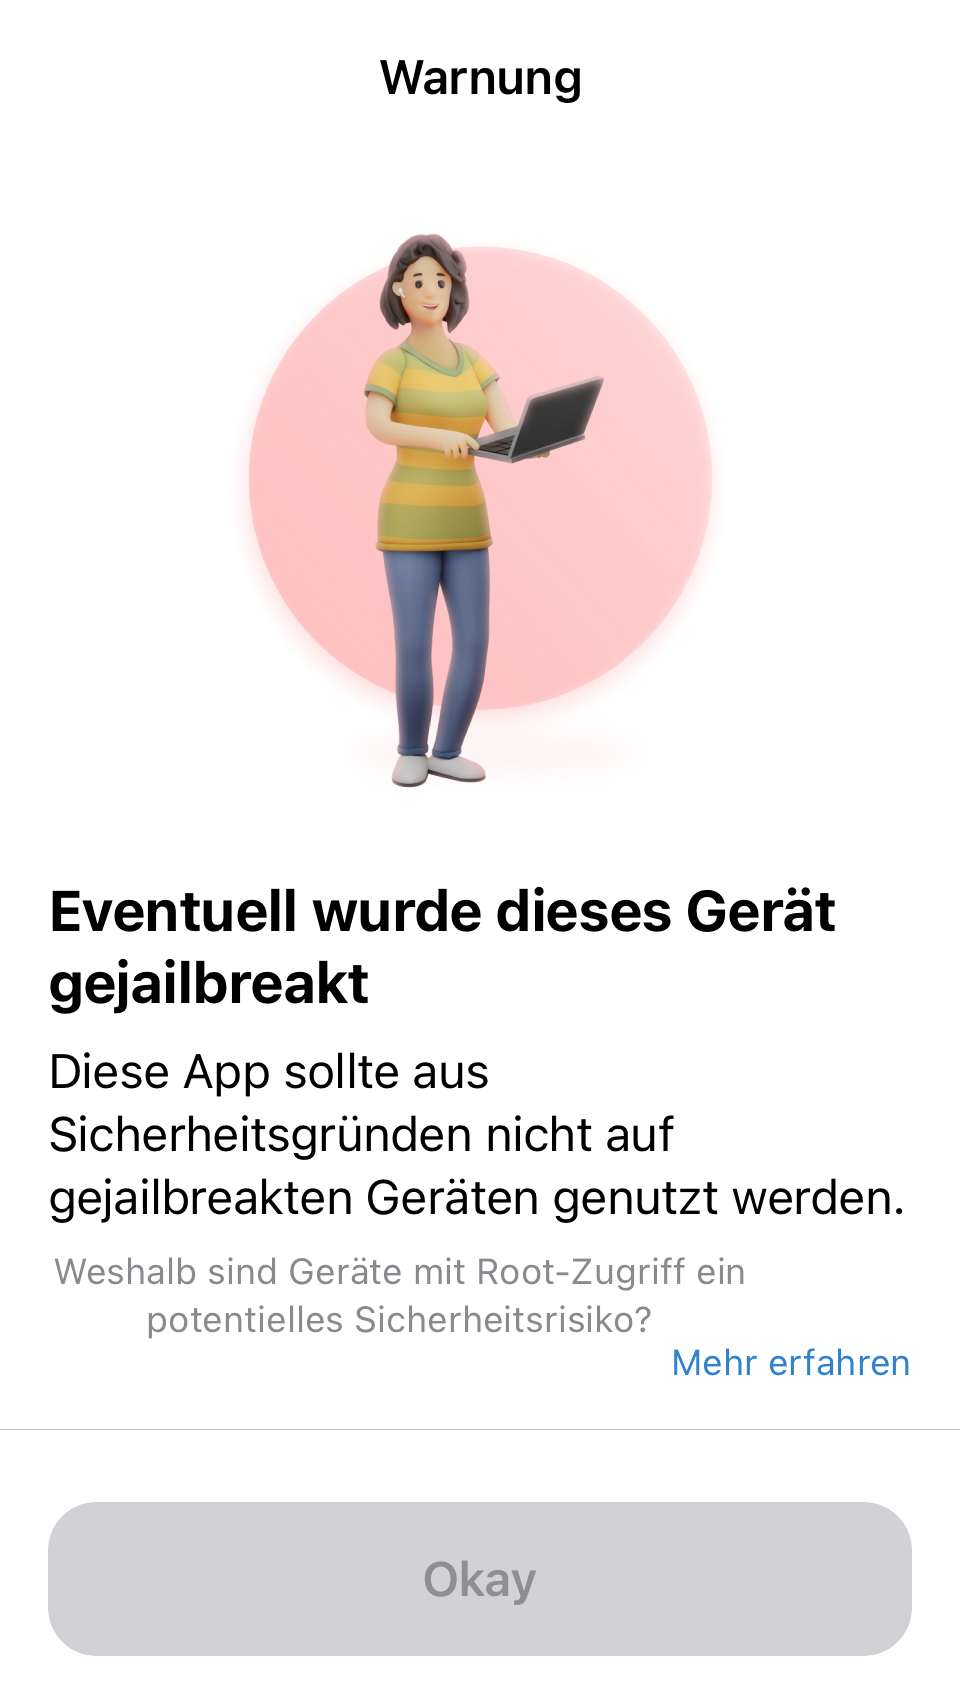 Warnung
Eventuell wurde dieses Gerät
gejailbreakt
Diese App sollte aus
Sicherheitsgründen nicht auf
gejailbreakten Geräten genutzt werden.
Weshalb sind Geräte mit Root-Zugriff ein
potentielles Sicherheitsrisiko?
Mehr erfahren
Okay